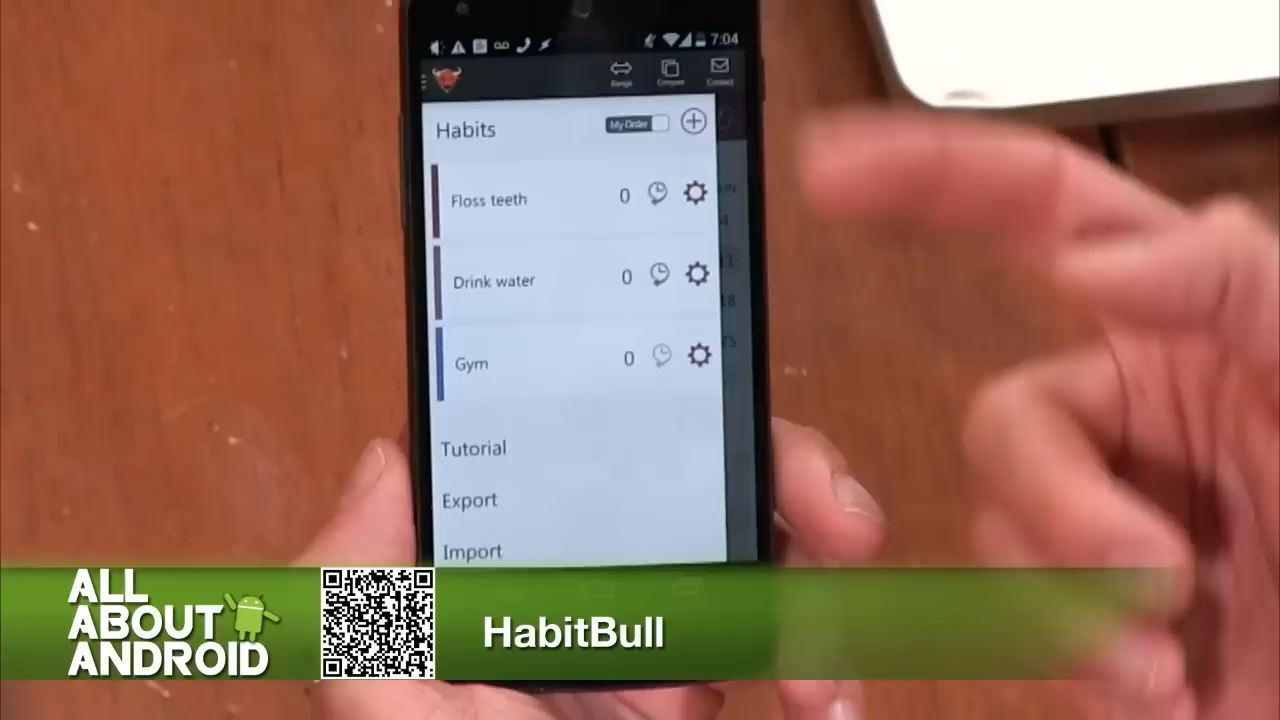 7:04
Range
Compare
Contact
Habits
My Order
Floss teeth 0
Drink water 0
Gym 0
Tutorial
Export
Import
ALL
ABOUT
ANDROID
HabitBull